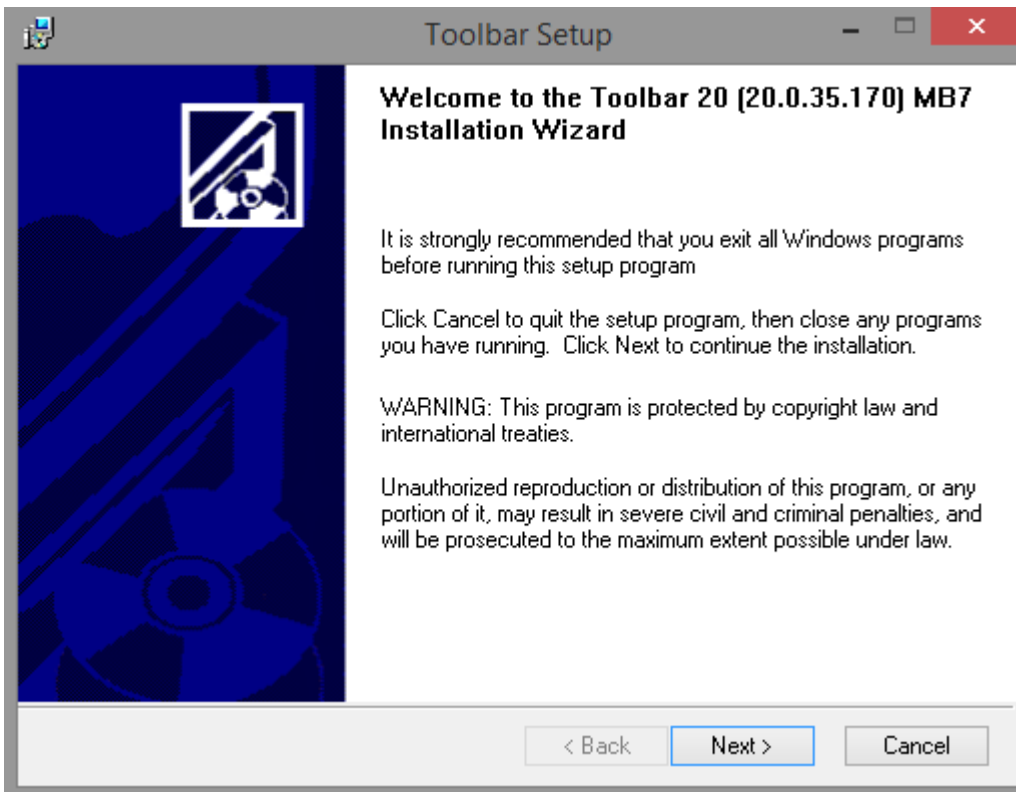 Toolbar Setup
Welcome to the Toolbar 20 (20.0.35.170) MB7
Installation Wizard
It is strongly recommended that you exit all Windows programs
before running this setup program
Click Cancel to quit the setup program, then close any programs
you have running.  Click Next to continue the installation.
WARNING: This program is protected by copyright law and
international treaties.
Unauthorized reproduction or distribution of this program, or any
portion of it, may result in severe civil and criminal penalties, and
will be prosecuted to the maximum extent possible under law.
< Back Next > Cancel